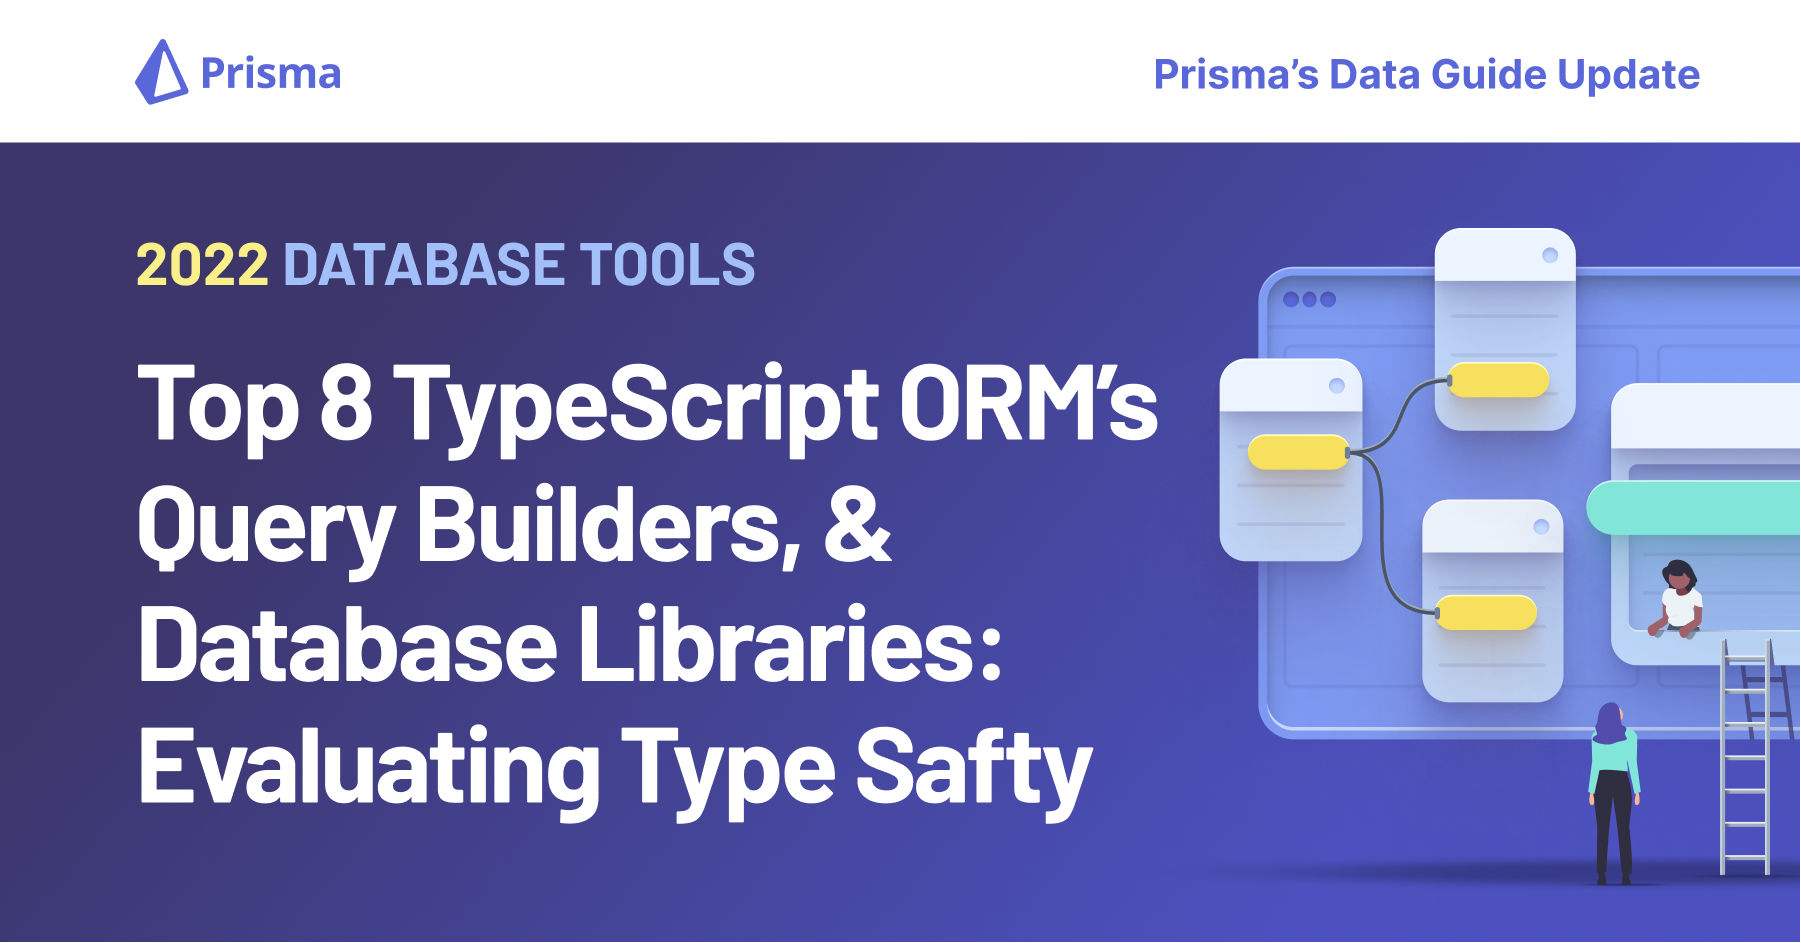 Prisma
Prisma’s Data Guide Update
2022 DATABASE TOOLS
Top 8 TypeScript ORM’s
Query Builders, &
Database Libraries:
Evaluating Type Safty